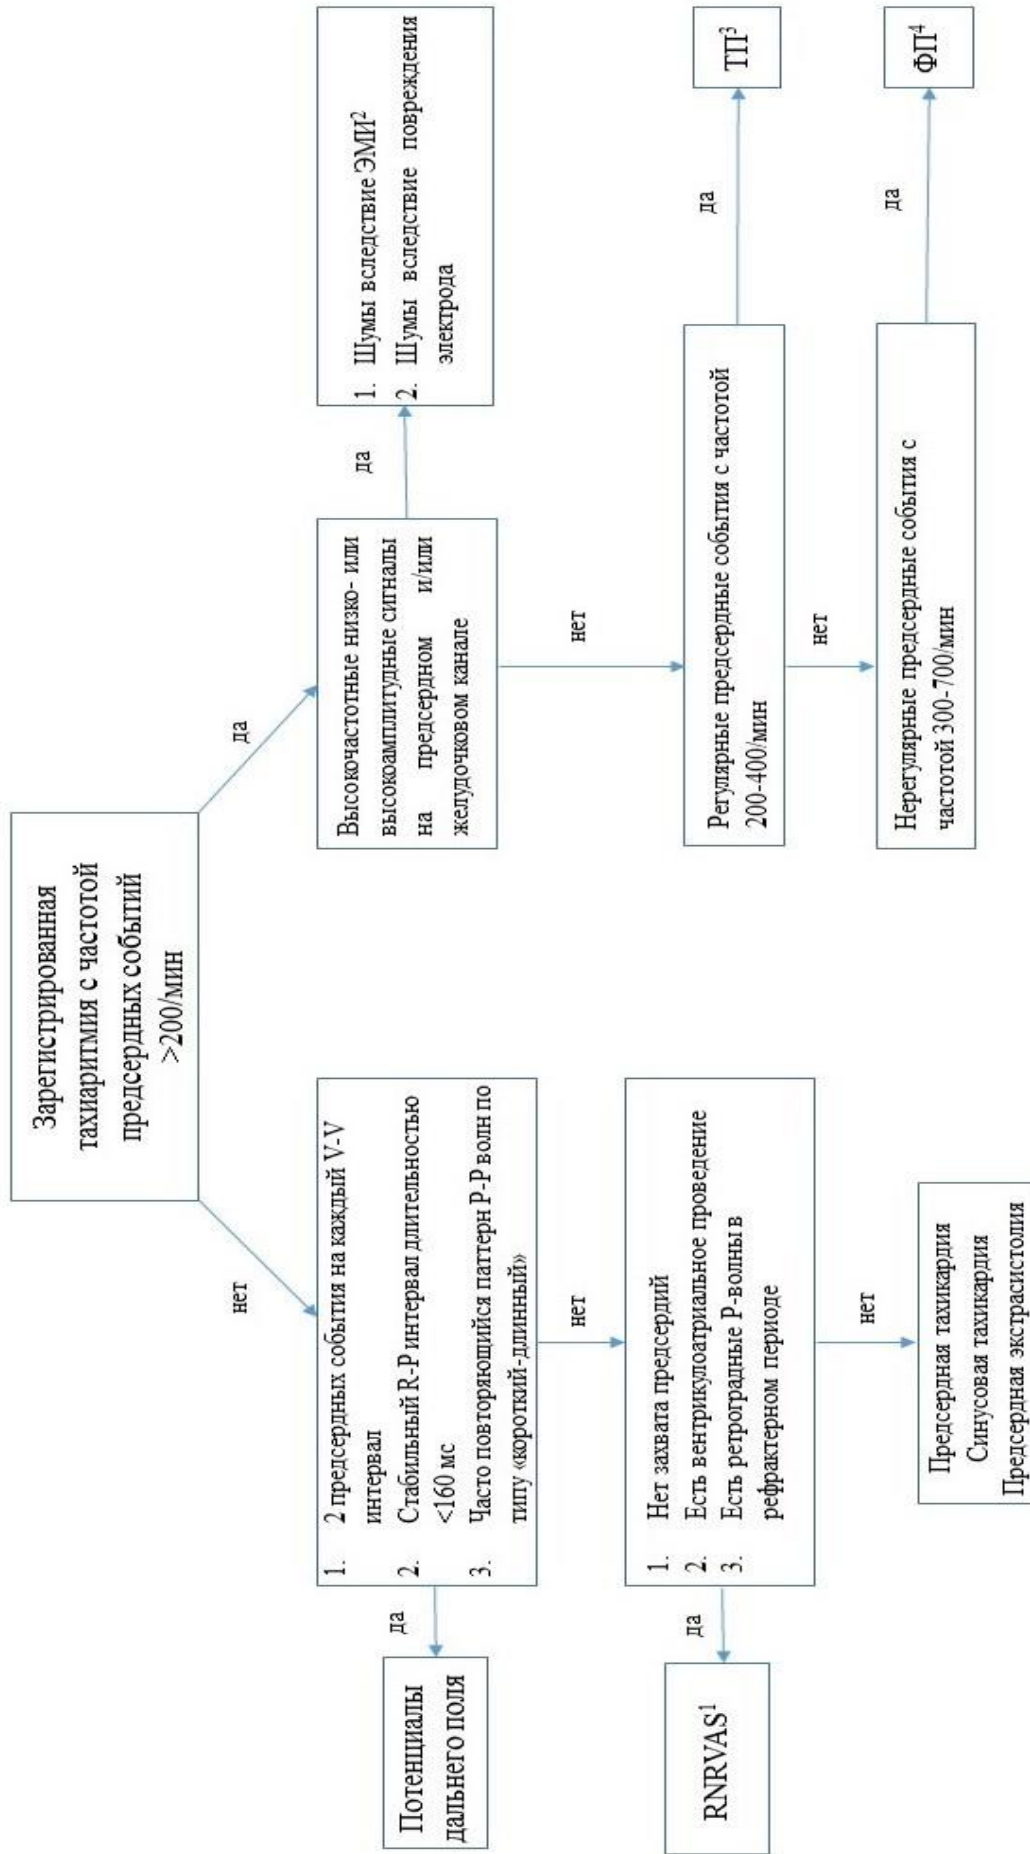 Зарегистрированная
тахиаритмия с частотой
предсердных событий
>200/мин
нет
да
1. 2 предсердных события на каждый V-V
интервал
2. Стабильный R-P интервал длительностью
<160 мс
3. Часто повторяющийся паттерн P-P волн по
типу «короткий-длинный»
Высокочастотные низко- или
высокоамплитудные сигналы
на предсердном и/или
желудочковом канале
да
1. Шумы вследствие ЭМИ²
2. Шумы вследствие повреждения
электрода
да
Потенциалы
дальнего поля
нет
нет
1. Нет захвата предсердий
2. Есть вентрикулоатриальное проведение
3. Есть ретроградные P-волны в
рефрактерном периоде
Регулярные предсердные события с частотой
200-400/мин
да
ТП³
да
RNRVAS¹
нет
нет
Нерегулярные предсердные события с
частотой 300-700/мин
да
ФП⁴
Предсердная тахикардия
Синусовая тахикардия
Предсердная экстрасистолия